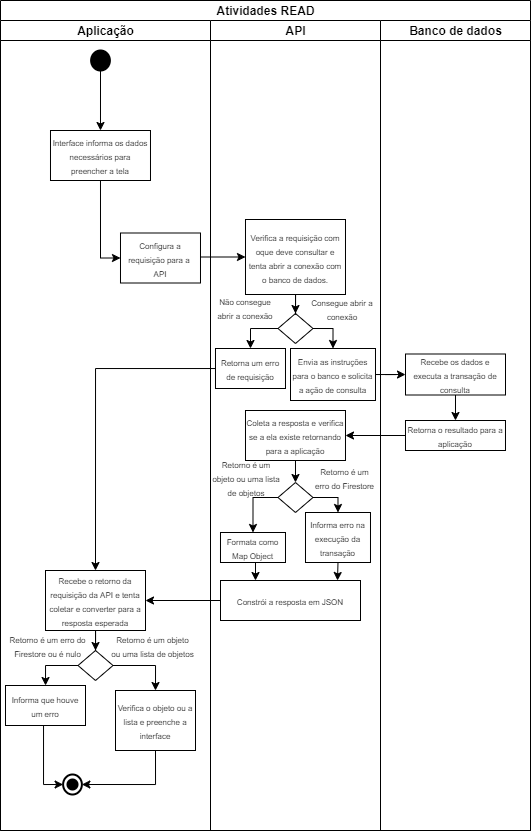 Atividades READ
Aplicação
API
Banco de dados
Interface informa os dados
necessários para
preencher a tela
Configura a
requisição para a
API
Verifica a requisição com
oque deve consultar e
tenta abrir a conexão com
o banco de dados.
Não consegue
abrir a conexão
Consegue abrir a
conexão
Retorna um erro
de requisição
Envia as instruções
para o banco e solicita
a ação de consulta
Recebe os dados e
executa a transação de
consulta
Retorna o resultado para a
aplicação
Coleta a resposta e verifica
se a ela existe retornando
para a aplicação
Retorno é um
objeto ou uma lista
de objetos
Retorno é um
erro do Firestore
Formata como
Map Object
Informa erro na
execução da
transação
Constrói a resposta em JSON
Recebe o retorno da
requisição da API e tenta
coletar e converter para a
resposta esperada
Retorno é um erro do
Firestore ou é nulo
Retorno é um objeto
ou uma lista de objetos
Informa que houve
um erro
Verifica o objeto ou a
lista e preenche a
interface